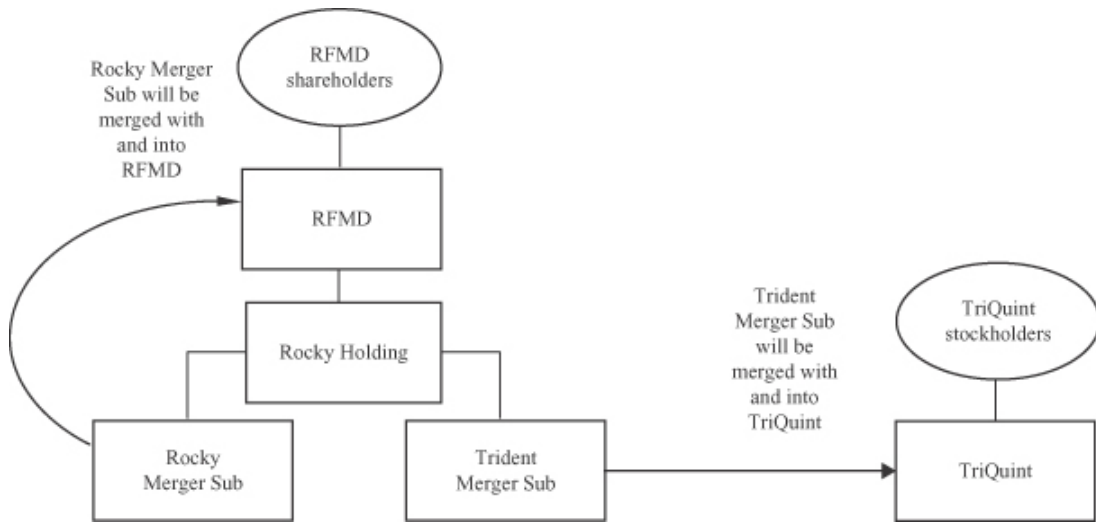 Rocky Merger
Sub will be
merged with
and into
RFMD
RFMD
shareholders
RFMD
Rocky Holding
Rocky
Merger Sub
Trident
Merger Sub
Trident
Merger Sub
will be
merged with
and into
TriQuint
TriQuint
stockholders
TriQuint